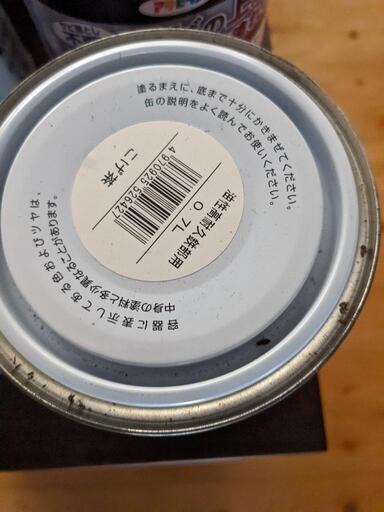 塗るまえに、底まで十分にかきまぜてください。
缶の説明をよく読んでお使いください。
油性高耐久鉄部用
0.7L
4970925526427
こげ茶
容器に表示してある色およびツヤは、
中身の塗料と多少異なることがあります。